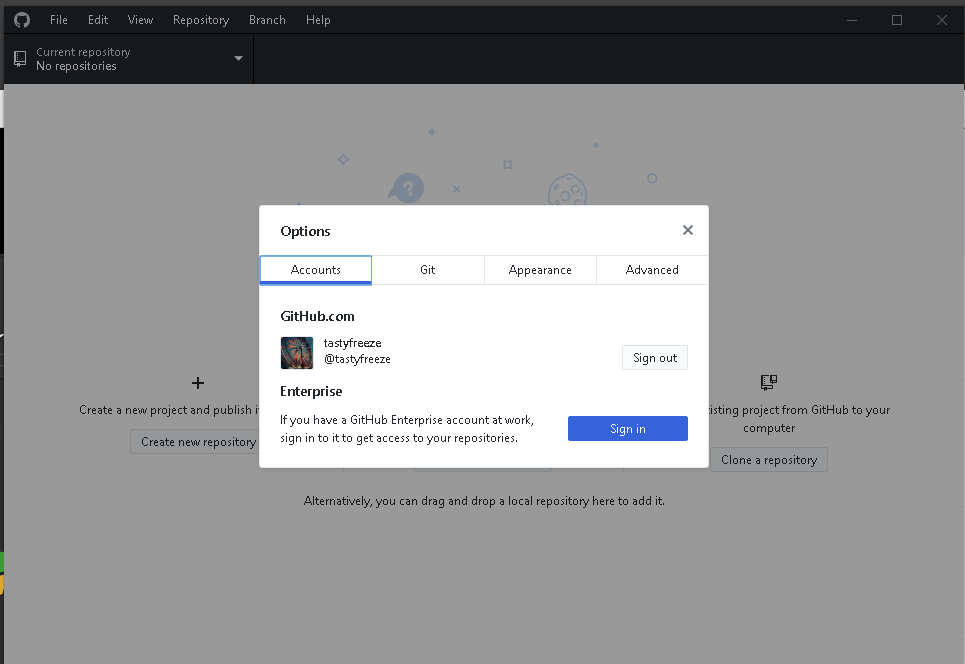 File Edit View Repository Branch Help
Current repository
No repositories
Options
Accounts Git Appearance Advanced
GitHub.com
tastyfreeze
@tastyfreeze
Sign out
Enterprise
If you have a GitHub Enterprise account at work,
sign in to it to get access to your repositories.
Sign in
Create a new project and publish i
Create new repository
isting project from GitHub to your
computer
Clone a repository
Alternatively, you can drag and drop a local repository here to add it.